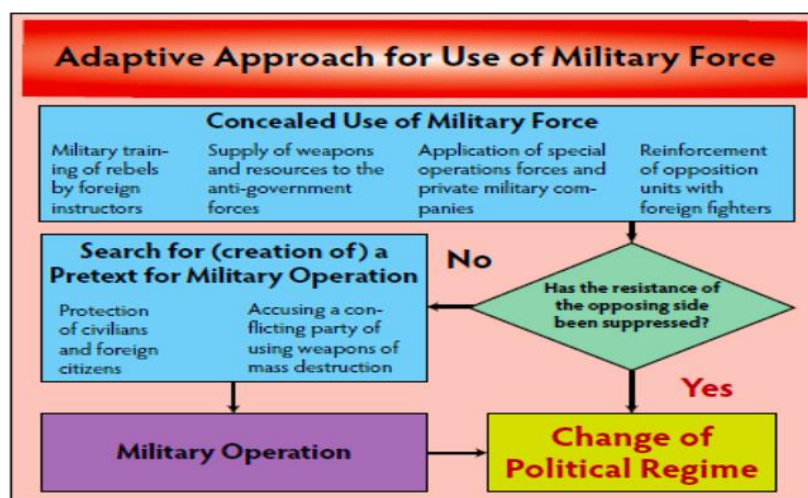 Adaptive Approach for Use of Military Force
Concealed Use of Military Force
Military train-
ing of rebels
by foreign
instructors
Supply of weapons
and resources to the
anti-government
forces
Application of special
operations forces and
private military com-
panies
Reinforcement
of opposition
units with
foreign fighters
Has the resistance of
the opposing side
been suppressed?
No
Search for (creation of) a
Pretext for Military Operation
Protection
of civilians
and foreign
citizens
Accusing a con-
flicting party of
using weapons of
mass destruction
Yes
Military Operation
Change of
Political Regime